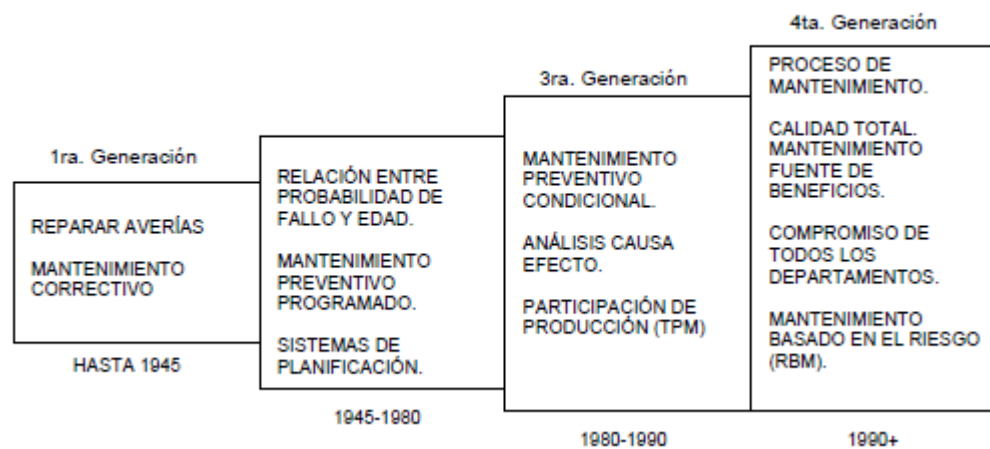 1ra. Generación
REPARAR AVERÍAS
MANTENIMIENTO
CORRECTIVO
HASTA 1945
RELACIÓN ENTRE
PROBABILIDAD DE
FALLO Y EDAD.
MANTENIMIENTO
PREVENTIVO
PROGRAMADO.
SISTEMAS DE
PLANIFICACIÓN.
1945-1980
3ra. Generación
MANTENIMIENTO
PREVENTIVO
CONDICIONAL.
ANÁLISIS CAUSA
EFECTO.
PARTICIPACIÓN DE
PRODUCCIÓN (TPM)
1980-1990
4ta. Generación
PROCESO DE
MANTENIMIENTO.
CALIDAD TOTAL.
MANTENIMIENTO
FUENTE DE
BENEFICIOS.
COMPROMISO DE
TODOS LOS
DEPARTAMENTOS.
MANTENIMIENTO
BASADO EN EL RIESGO
(RBM).
1990+